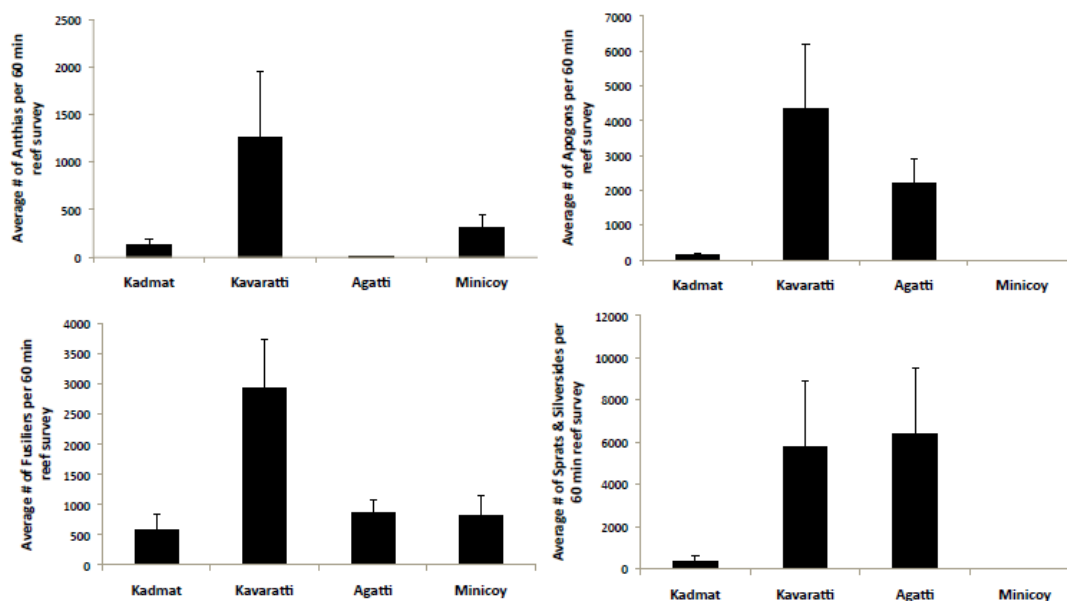 Average # of Anthias per 60 min
reef survey
2500
2000
1500
1000
500
0
Kadmat Kavaratti Agatti Minicoy
Average # of Apogons per 60 min
reef survey
7000
6000
5000
4000
3000
2000
1000
0
Kadmat Kavaratti Agatti Minicoy
Average # of Fusiliers per 60 min
reef survey
4000
3500
3000
2500
2000
1500
1000
500
0
Kadmat Kavaratti Agatti Minicoy
Average # of Sprats & Silversides per
60 min reef survey
12000
10000
8000
6000
4000
2000
0
Kadmat Kavaratti Agatti Minicoy